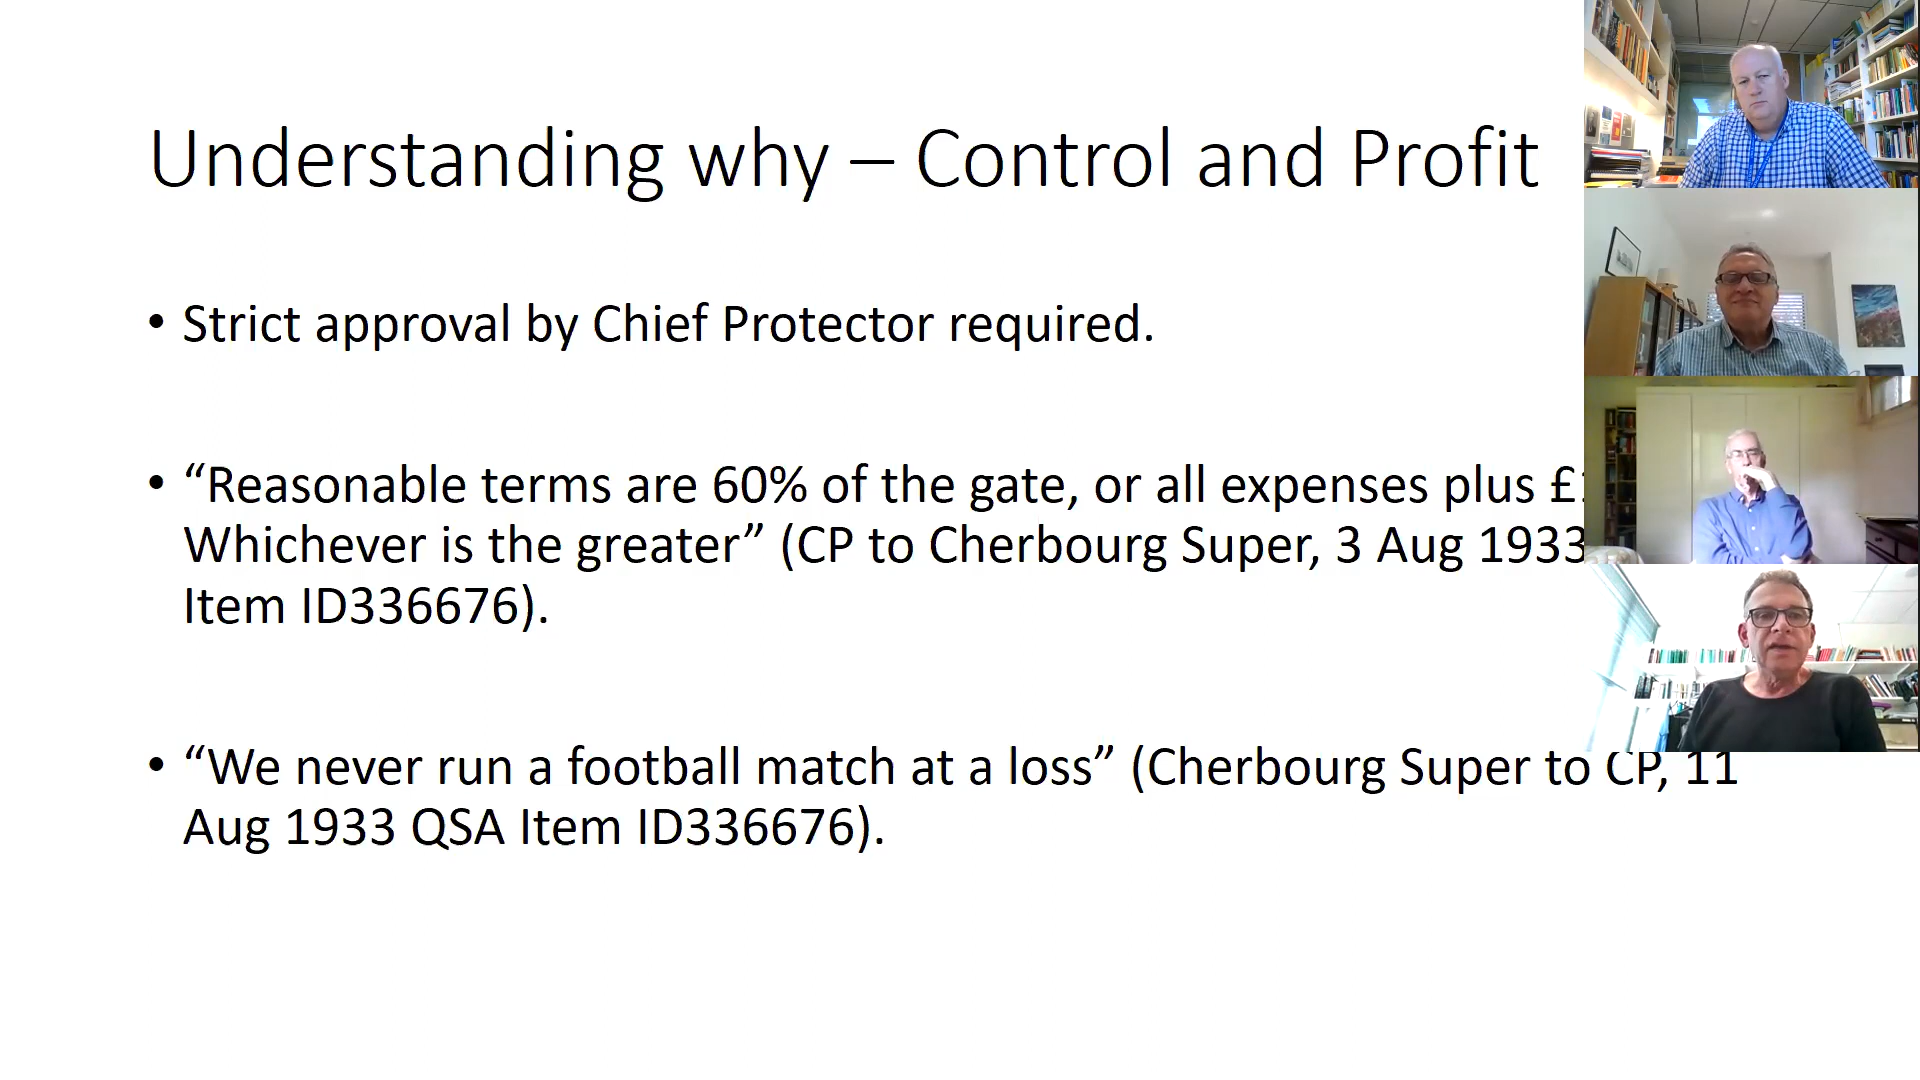 Understanding why – Control and Profit
• Strict approval by Chief Protector required.
• “Reasonable terms are 60% of the gate, or all expenses plus
Whichever is the greater” (CP to Cherbourg Super, 3 Aug 1933
Item ID336676).
• “We never run a football match at a loss” (Cherbourg Super to CP, 11
Aug 1933 QSA Item ID336676).